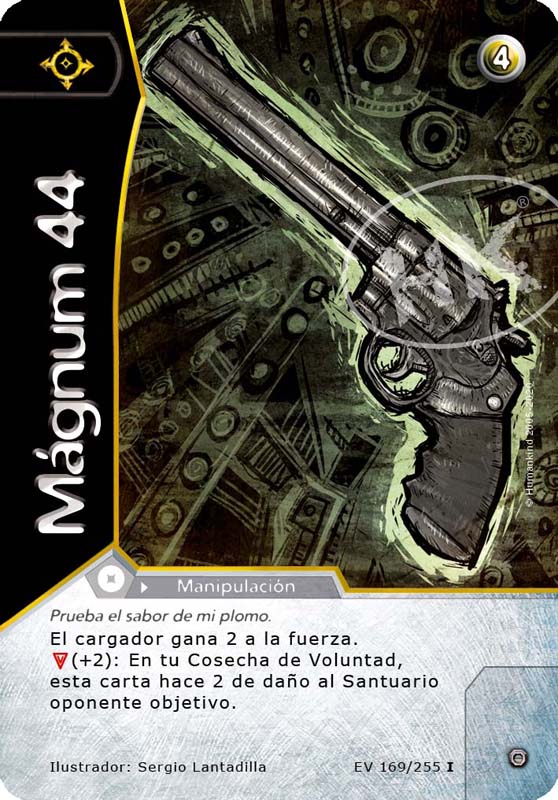 4
Mágnum 44
HK®
© Humankind 2006-2021
Manipulación
Prueba el sabor de mi plomo.
El cargador gana 2 a la fuerza.
(+2): En tu Cosecha de Voluntad,
esta carta hace 2 de daño al Santuario
oponente objetivo.
Ilustrador: Sergio Lantadilla
EV 169/255 I